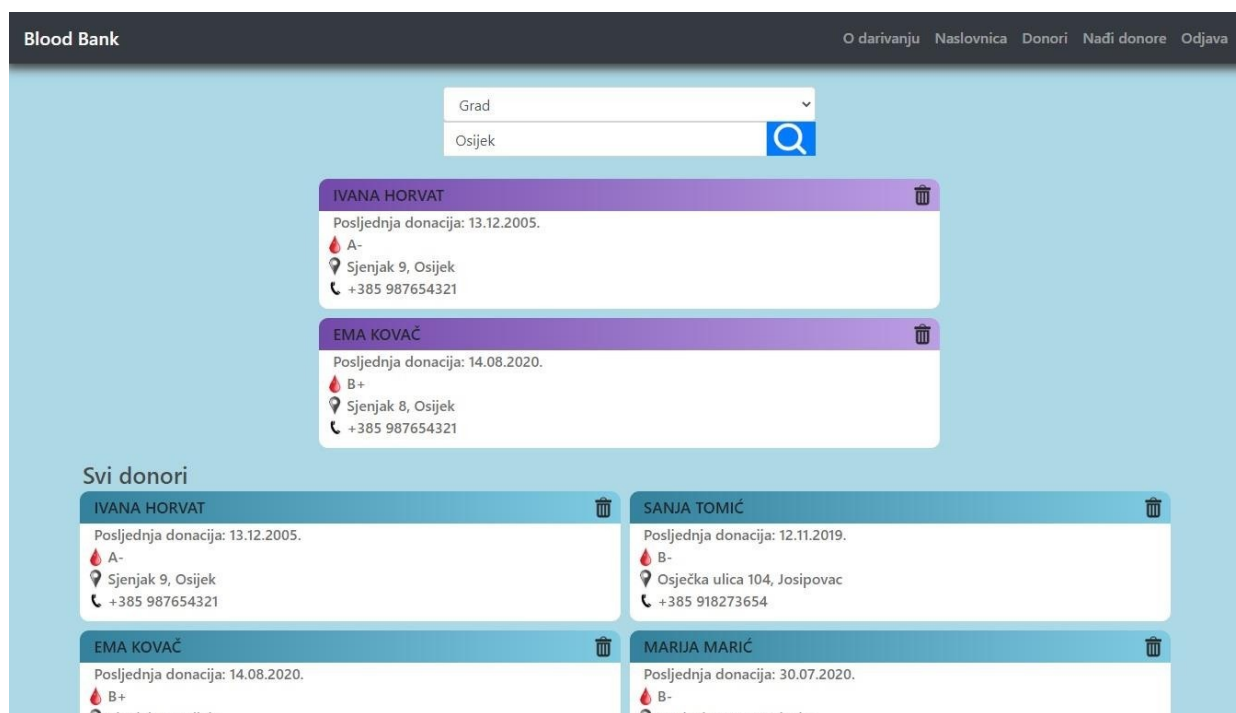 Blood Bank
O darivanju Naslovnica Donori Nađi donore Odjava
Grad
Osijek
IVANA HORVAT
Posljednja donacija: 13.12.2005.
A-
Sjenjak 9, Osijek
+385 987654321
EMA KOVAČ
Posljednja donacija: 14.08.2020.
B+
Sjenjak 8, Osijek
+385 987654321
Svi donori
IVANA HORVAT
Posljednja donacija: 13.12.2005.
A-
Sjenjak 9, Osijek
+385 987654321
SANJA TOMIĆ
Posljednja donacija: 12.11.2019.
B-
Osječka ulica 104, Josipovac
+385 918273654
EMA KOVAČ
Posljednja donacija: 14.08.2020.
B+
MARIJA MARIĆ
Posljednja donacija: 30.07.2020.
B-